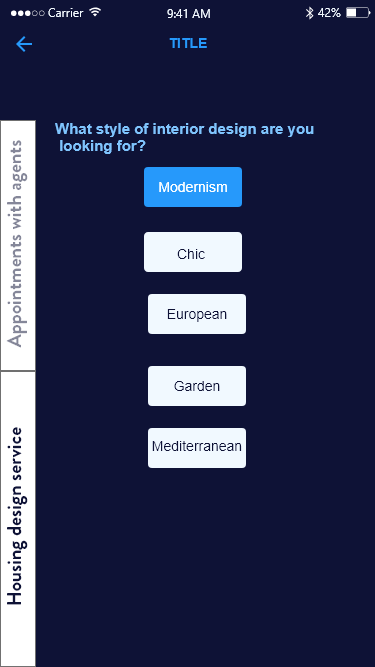 Carrier
9:41 AM
42%
TITLE
What style of interior design are you
looking for?
Modernism
Chic
European
Garden
Mediterranean
Appointments with agents
Housing design service